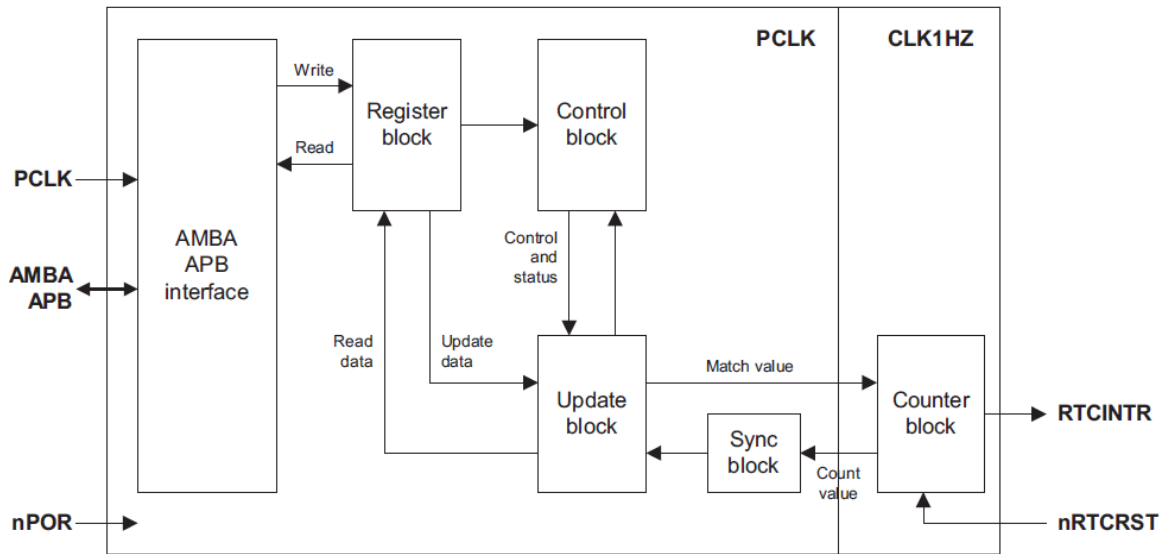 PCLK
CLK1HZ
Write
Register
block
Control
block
Read
PCLK
AMBA
APB
AMBA
APB
interface
Control
and
status
Read
data
Update
data
Match value
Update
block
Counter
block
RTCINTR
Sync
block
Count
value
nPOR
nRTCRST